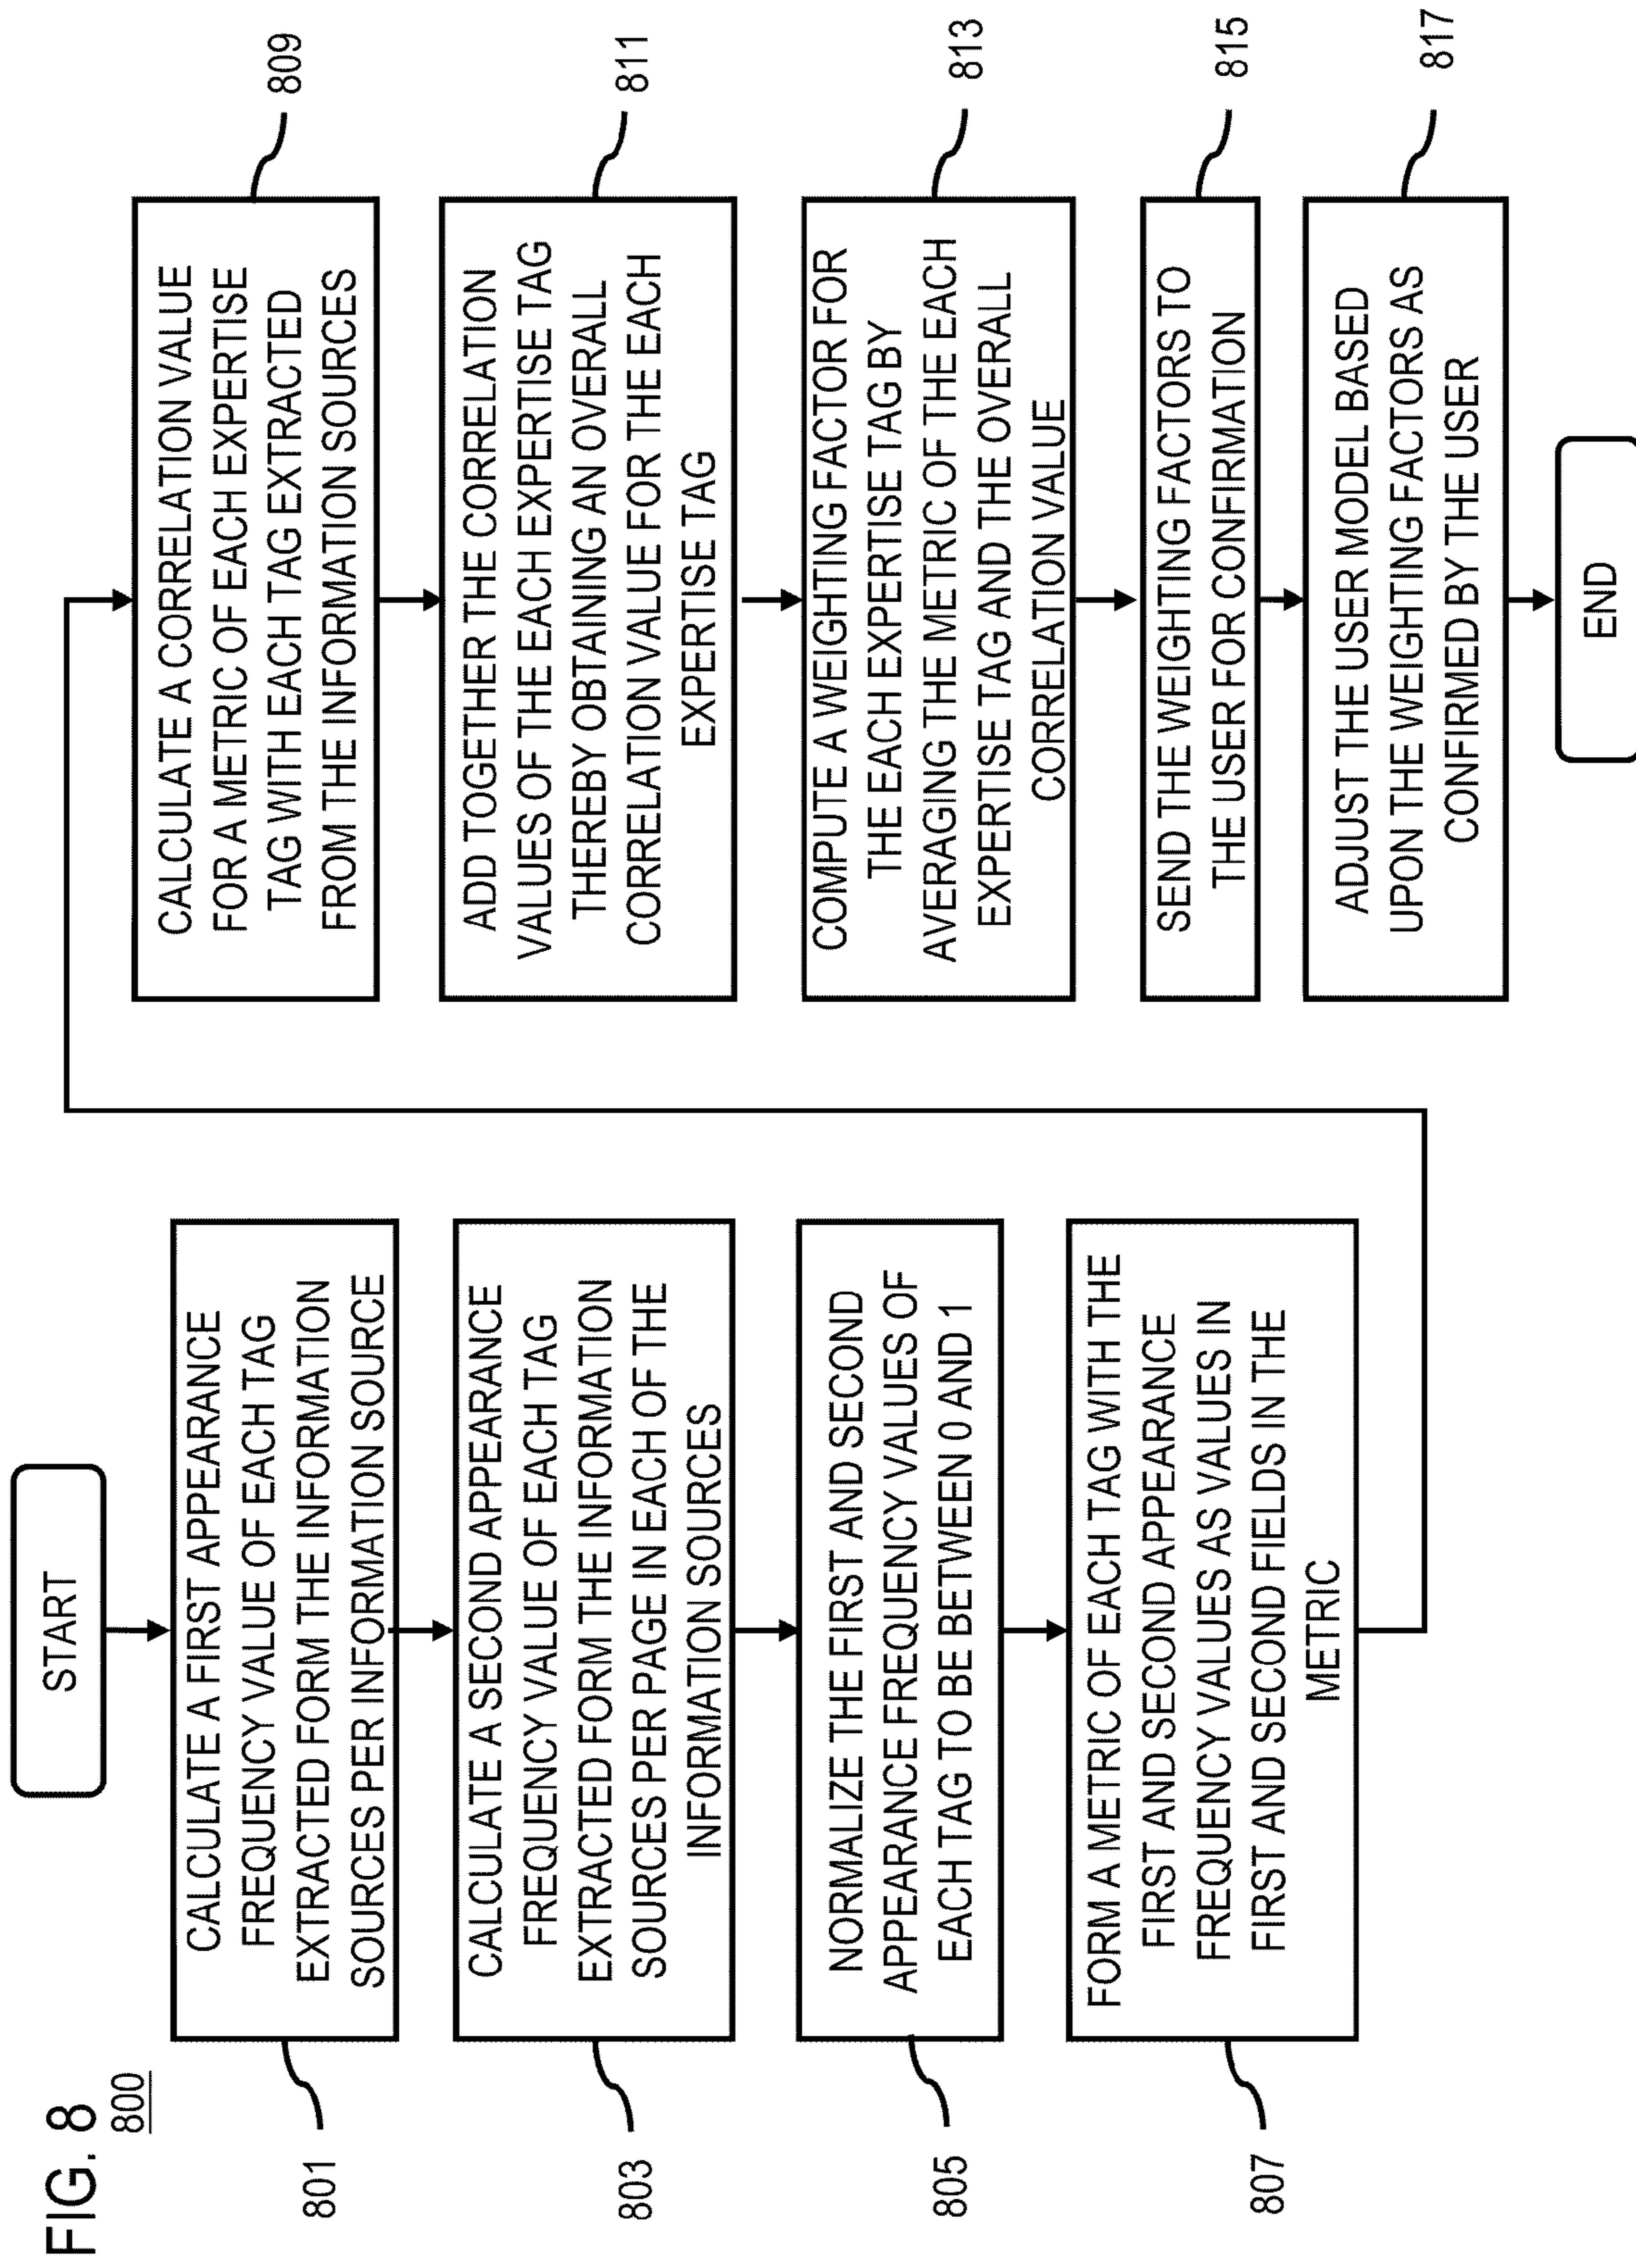 FIG. 8
800
START
CALCULATE A FIRST APPEARANCE
FREQUENCY VALUE OF EACH TAG
EXTRACTED FORM THE INFORMATION
SOURCES PER INFORMATION SOURCE
801
CALCULATE A SECOND APPEARANCE
FREQUENCY VALUE OF EACH TAG
EXTRACTED FORM THE INFORMATION
SOURCES PER PAGE IN EACH OF THE
INFORMATION SOURCES
803
NORMALIZE THE FIRST AND SECOND
APPEARANCE FREQUENCY VALUES OF
EACH TAG TO BE BETWEEN 0 AND 1
805
FORM A METRIC OF EACH TAG WITH THE
FIRST AND SECOND APPEARANCE
FREQUENCY VALUES AS VALUES IN
FIRST AND SECOND FIELDS IN THE
METRIC
807
CALCULATE A CORRELATION VALUE
FOR A METRIC OF EACH EXPERTISE
TAG WITH EACH TAG EXTRACTED
FROM THE INFORMATION SOURCES
809
ADD TOGETHER THE CORRELATION
VALUES OF THE EACH EXPERTISE TAG
THEREBY OBTAINING AN OVERALL
CORRELATION VALUE FOR THE EACH
EXPERTISE TAG
811
COMPUTE A WEIGHTING FACTOR FOR
THE EACH EXPERTISE TAG BY
AVERAGING THE METRIC OF THE EACH
EXPERTISE TAG AND THE OVERALL
CORRELATION VALUE
813
SEND THE WEIGHTING FACTORS TO
THE USER FOR CONFIRMATION
815
ADJUST THE USER MODEL BASED
UPON THE WEIGHTING FACTORS AS
CONFIRMED BY THE USER
817
END